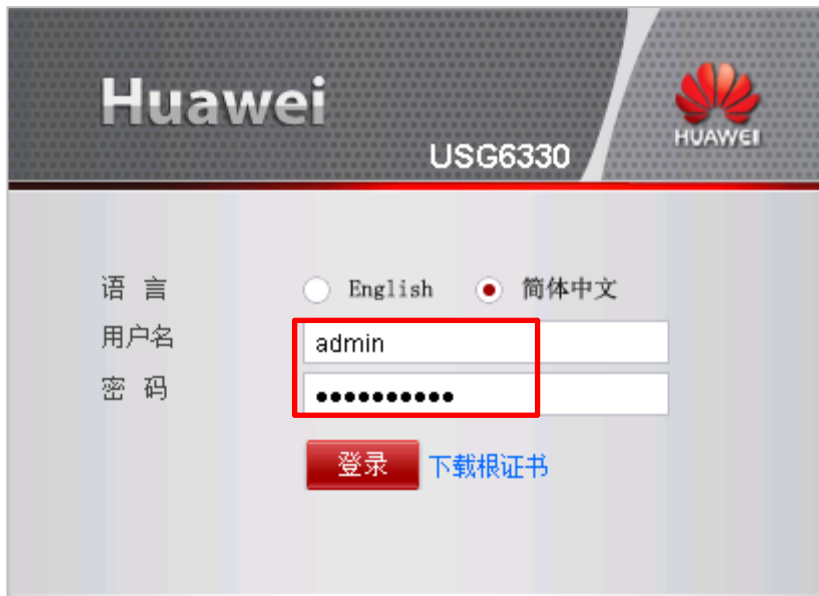 Huawei
USG6330
HUAWEI
语 言 English 简体中文
用户名 admin
密 码 ••••••••••
登录 下载根证书